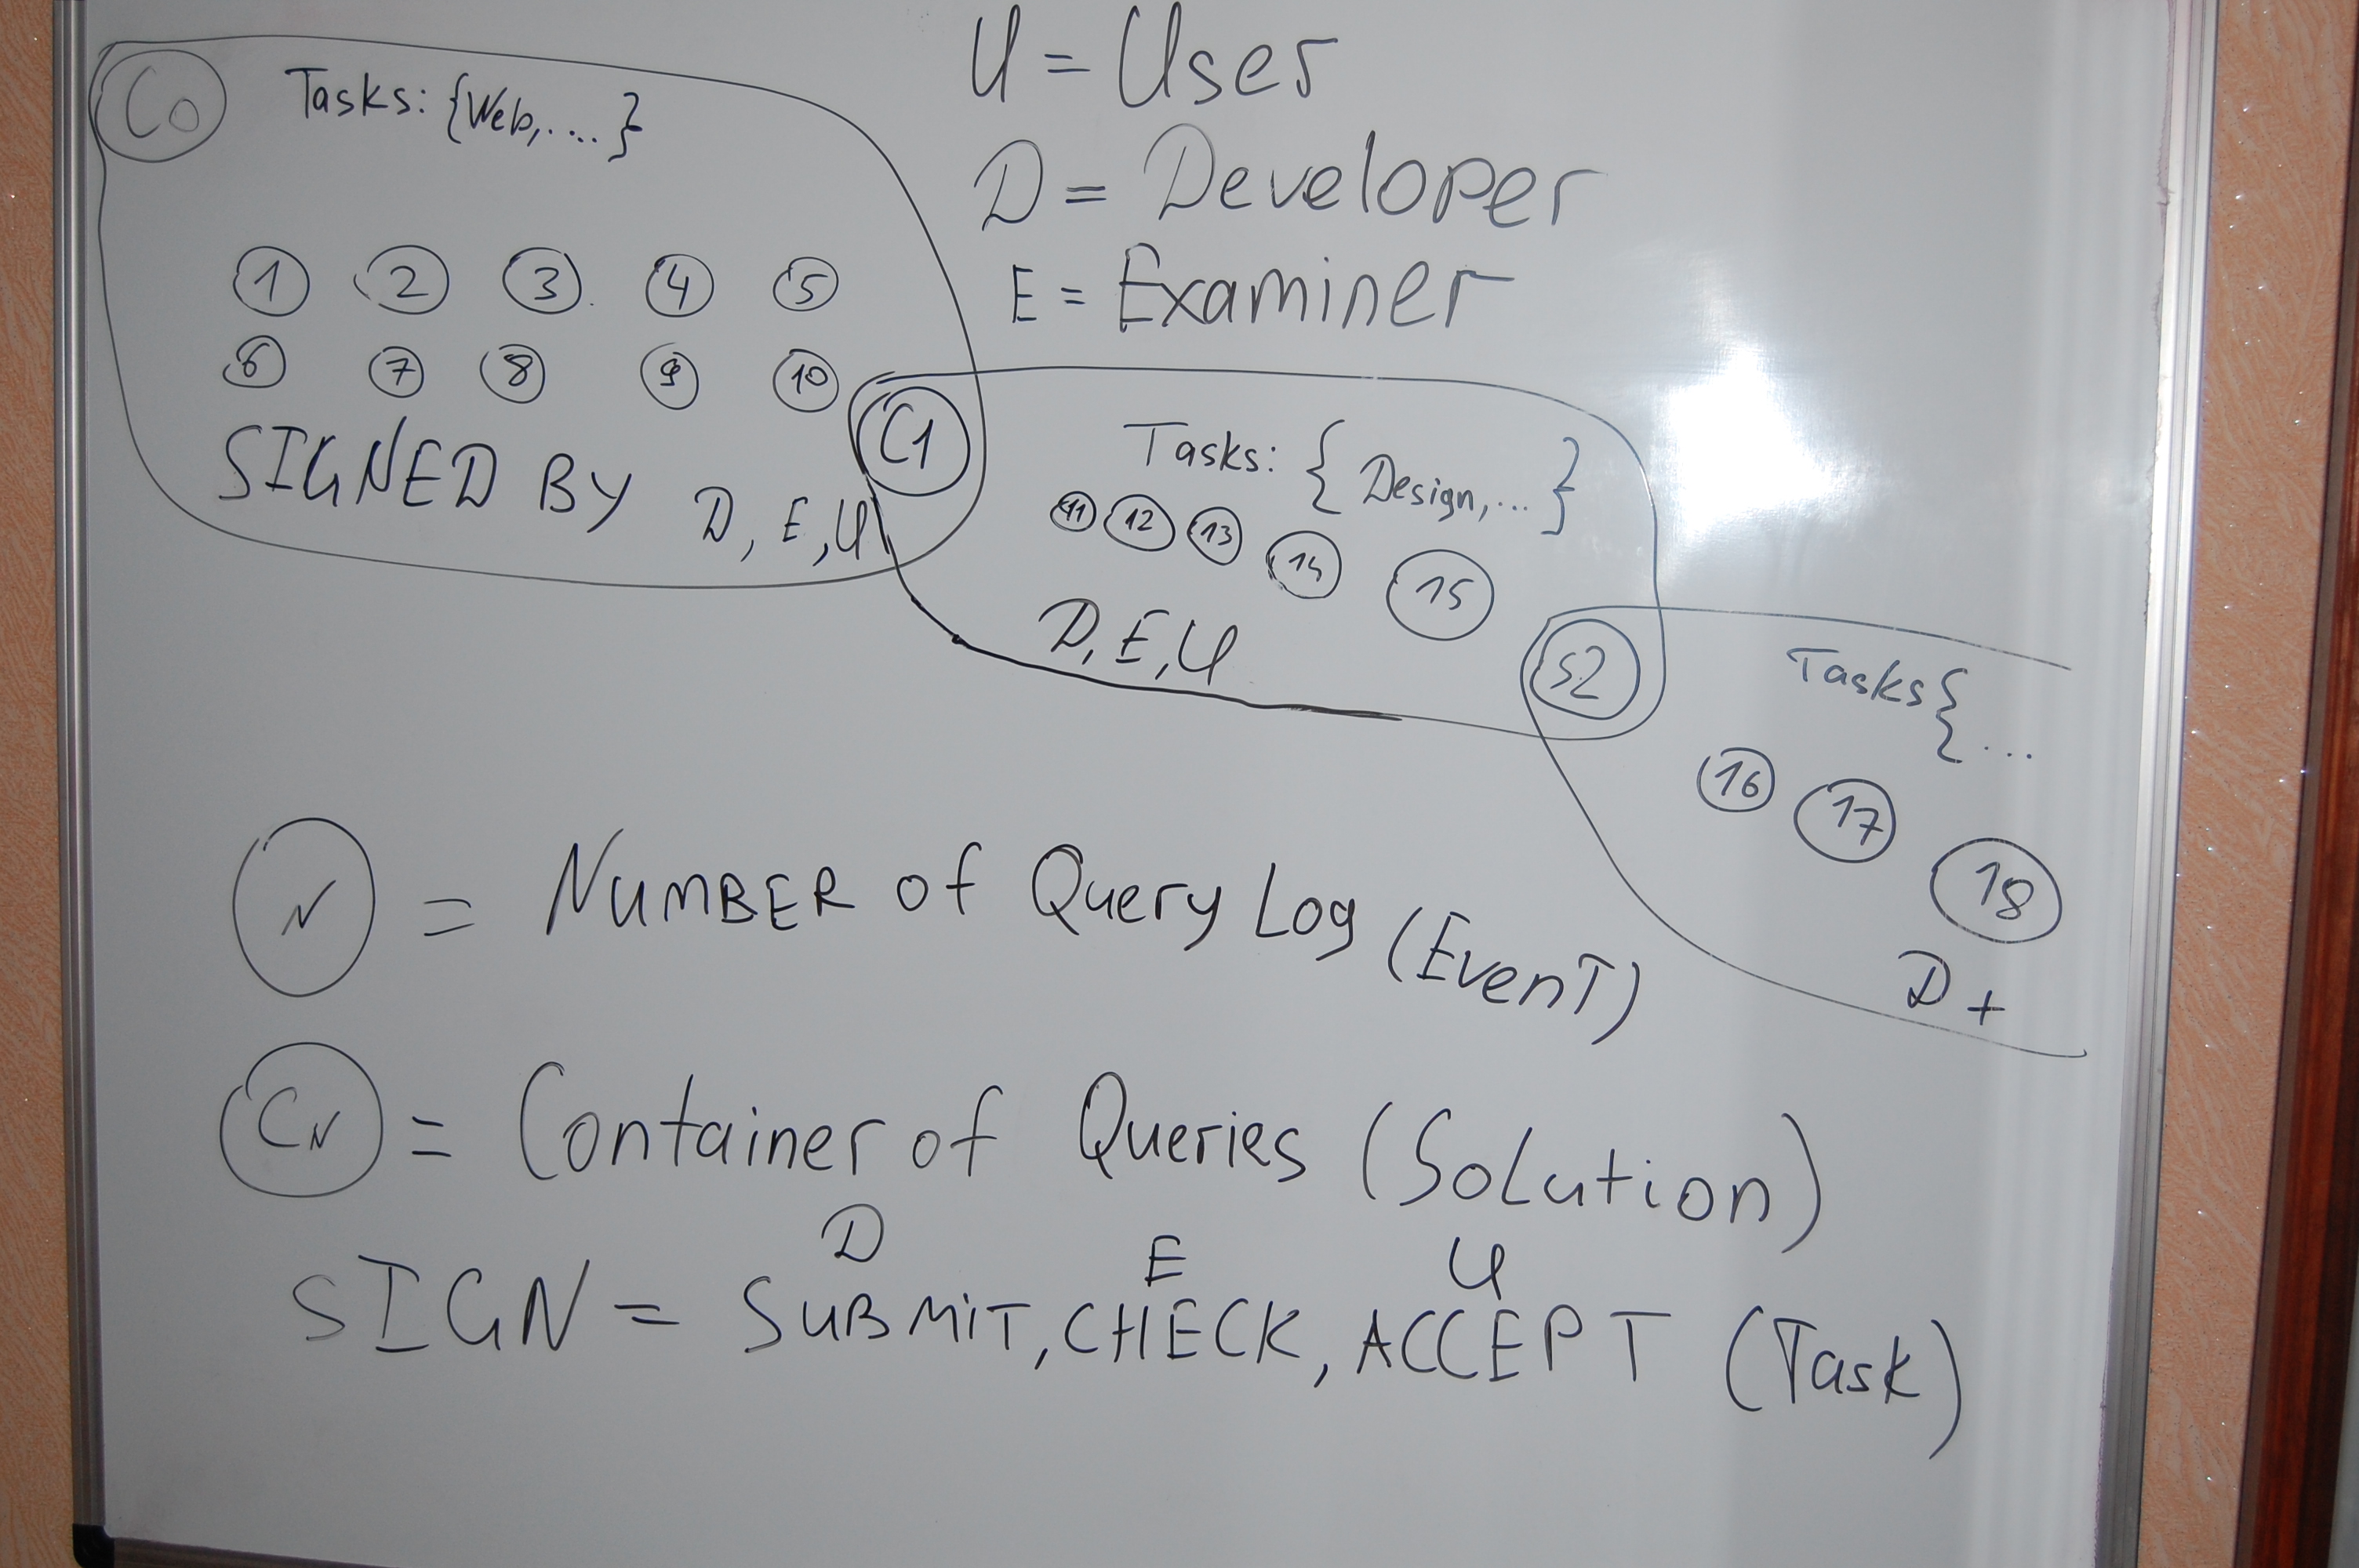 C0 Tasks: {Web,....}
1 2 3 4 5
6 7 8 9 10
SIGNED BY D, E, U
U = User
D = Developer
E = Examiner
C1 Tasks: { Design,... }
11 12 13 14 15
D, E, U
S2 Tasks { ...
16 17 18
D +
N = NUMBER of Query Log (EvenT)
CN = Container of Queries (Solution)
D E U
SIGN = SUBMiT, CHECK, ACCEPT (Task)